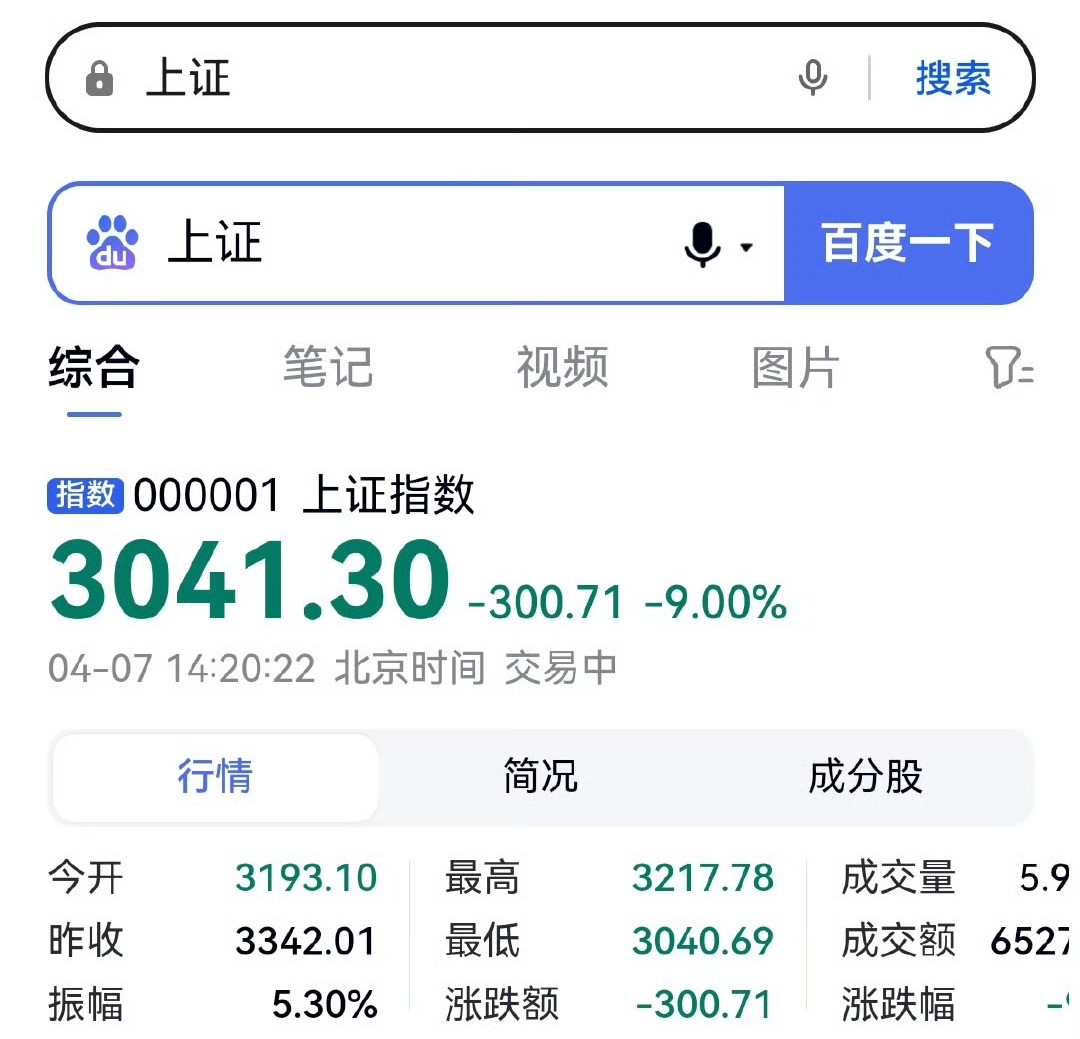 上证 搜索
du 上证 百度一下
综合 笔记 视频 图片
指数 000001 上证指数
3041.30 -300.71 -9.00%
04-07 14:20:22 北京时间 交易中
行情 简况 成分股
今开 3193.10 最高 3217.78 成交量 5.9
昨收 3342.01 最低 3040.69 成交额 6527
振幅 5.30% 涨跌额 -300.71 涨跌幅